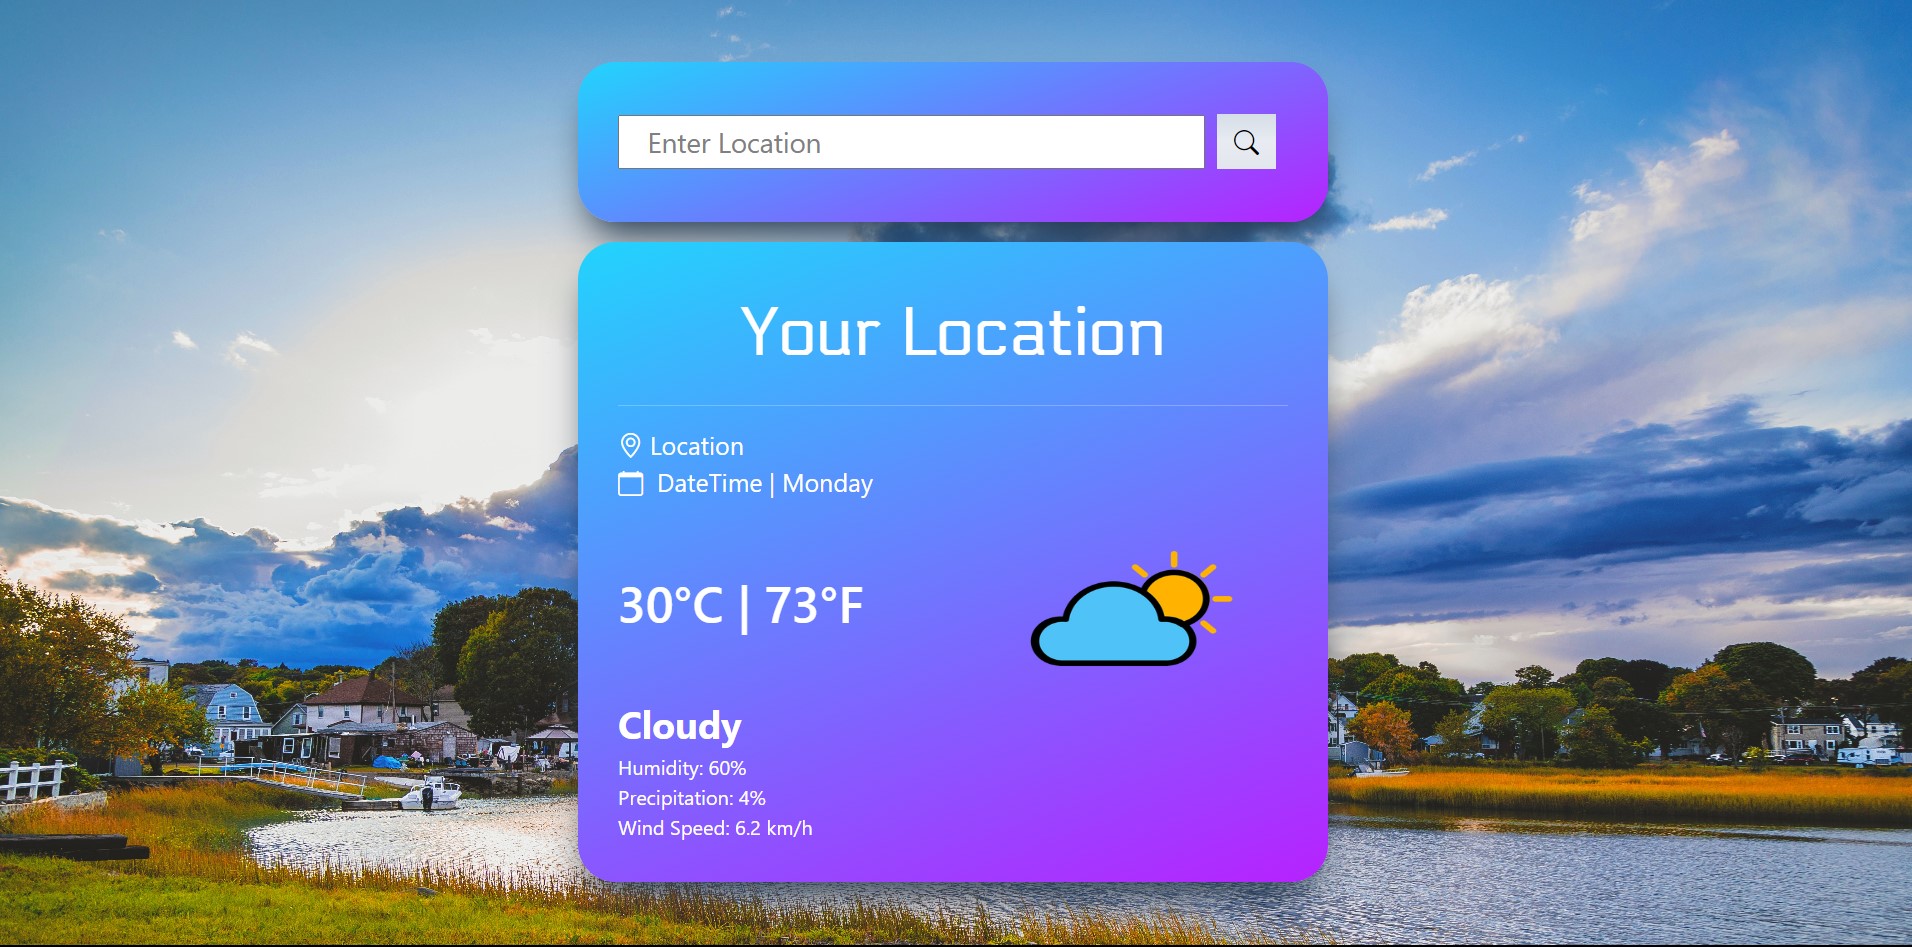 Enter Location
Your Location
Location
DateTime | Monday
30°C | 73°F
Cloudy
Humidity: 60%
Precipitation: 4%
Wind Speed: 6.2 km/h